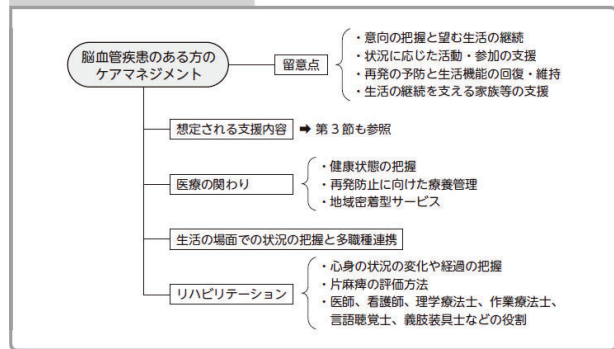 脳血管疾患のある方の
ケアマネジメント
留意点
・意向の把握と望む生活の継続
・状況に応じた活動・参加の支援
・再発の予防と生活機能の回復・維持
・生活の継続を支える家族等の支援
想定される支援内容 ➡ 第3節も参照
医療の関わり
・健康状態の把握
・再発防止に向けた療養管理
・地域密着型サービス
生活の場面での状況の把握と多職種連携
リハビリテーション
・心身の状況の変化や経過の把握
・片麻痺の評価方法
・医師、看護師、理学療法士、作業療法士、
言語聴覚士、義肢装具士などの役割